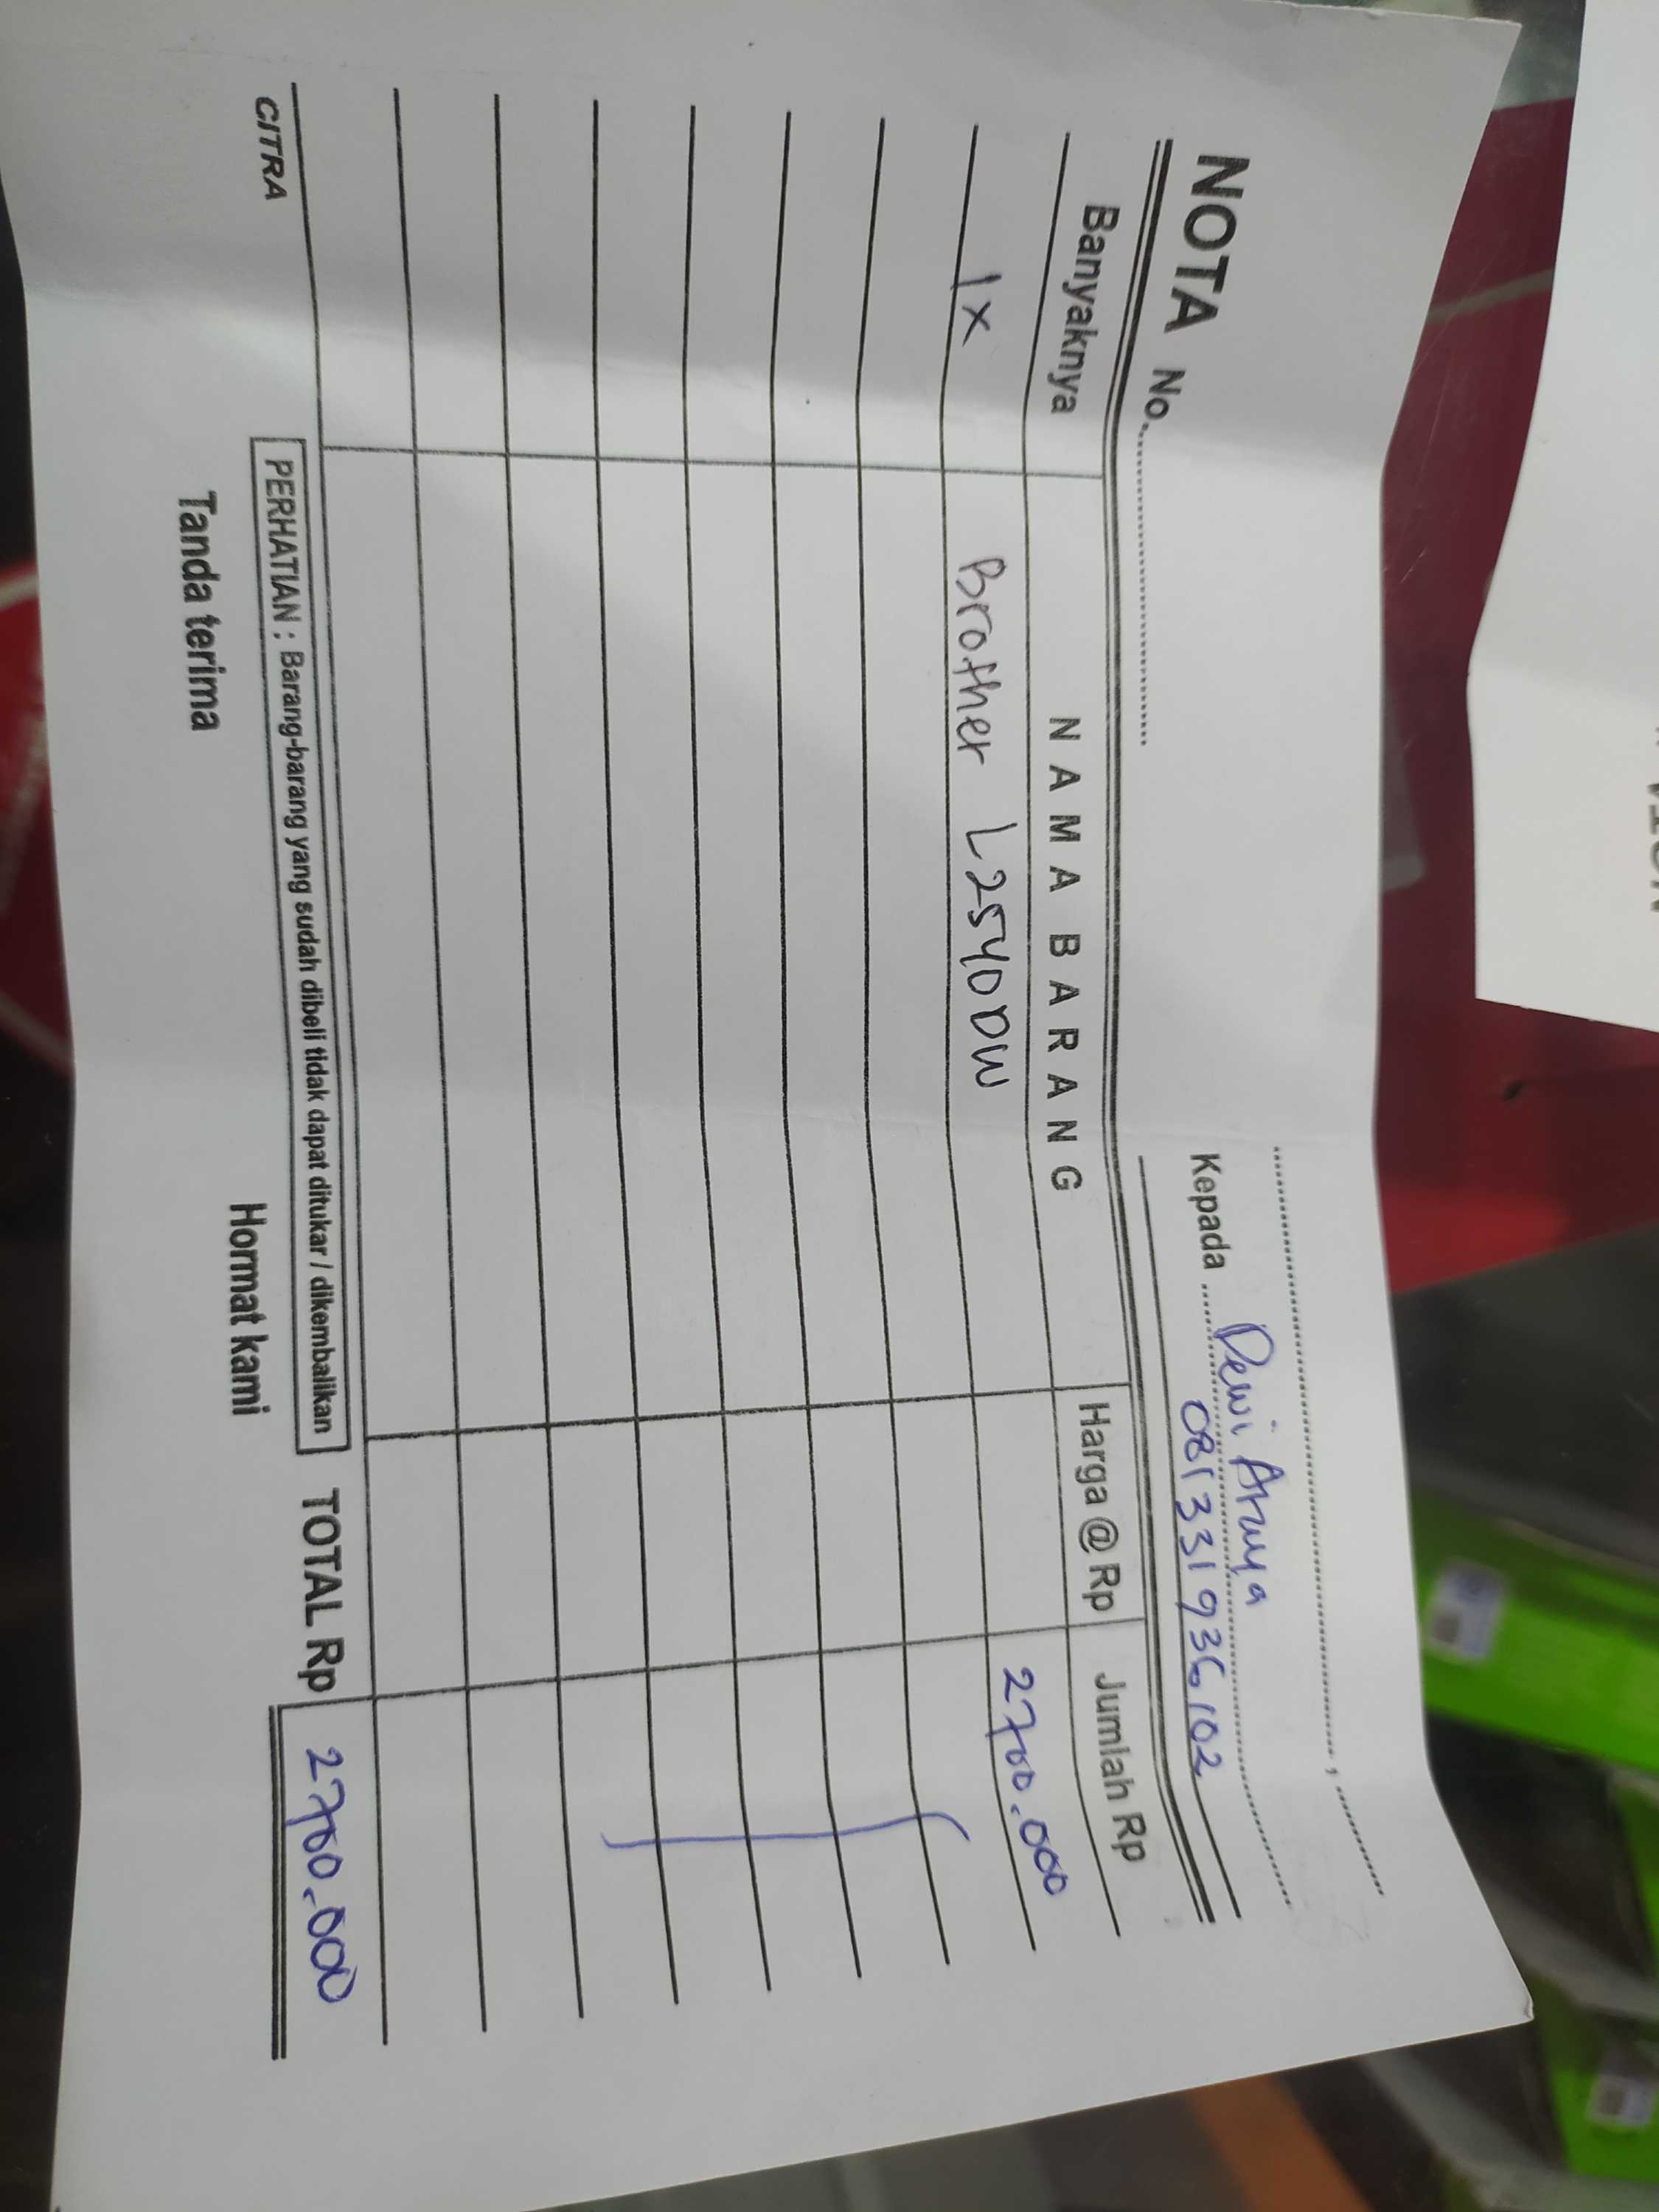 NOTA No.
Kepada Dewi Aruya
081331936102
Banyaknya NAMA BARANG Harga @ Rp Jumlah Rp
1x Brother L2540DW 2700.000
CITRA PERHATIAN : Barang-barang yang sudah dibeli tidak dapat ditukar / dikembalikan TOTAL Rp 2700.000
Tanda terima Hormat kami